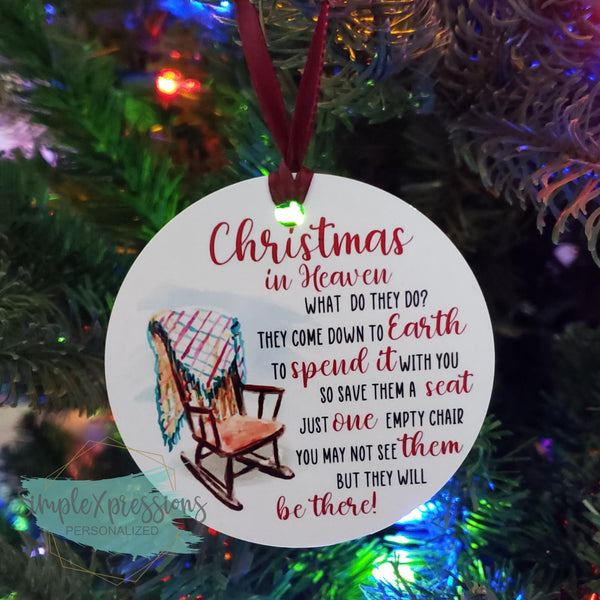 Christmas
in Heaven
WHAT DO THEY DO?
THEY COME DOWN TO Earth
TO spend it WITH YOU
SO SAVE THEM A seat
JUST one EMPTY CHAIR
YOU MAY NOT SEE them
BUT THEY WILL
be there!
simpleXpressions
PERSONALIZED